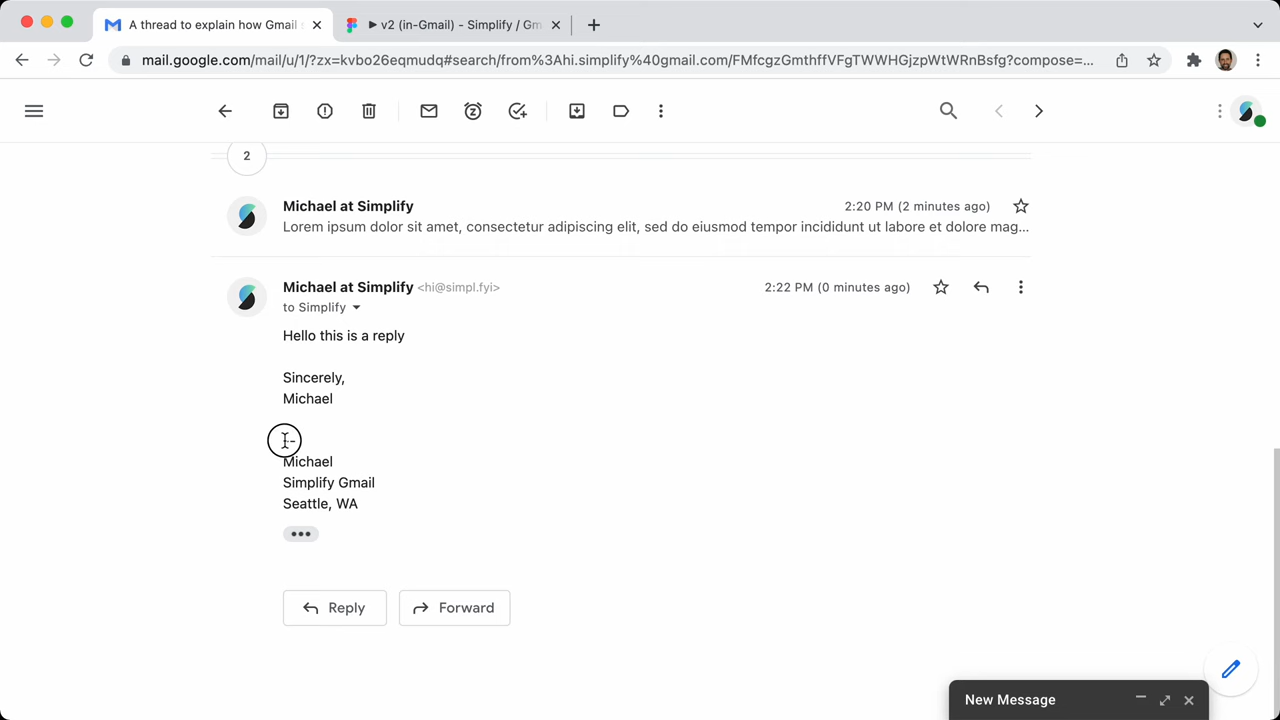 A thread to explain how Gmail
▶ v2 (in-Gmail) - Simplify / Gm
mail.google.com/mail/u/1/?zx=kvbo26eqmudq#search/from%3Ahi.simplify%40gmail.com/FMfcgzGmthffVFgTWWHGjzpWtWRnBsfg?compose=...
2
Michael at Simplify
2:20 PM (2 minutes ago)
Lorem ipsum dolor sit amet, consectetur adipiscing elit, sed do eiusmod tempor incididunt ut labore et dolore mag...
Michael at Simplify <hi@simpl.fyi>
2:22 PM (0 minutes ago)
to Simplify
Hello this is a reply
Sincerely,
Michael
--
Michael
Simplify Gmail
Seattle, WA
•••
Reply
Forward
New Message